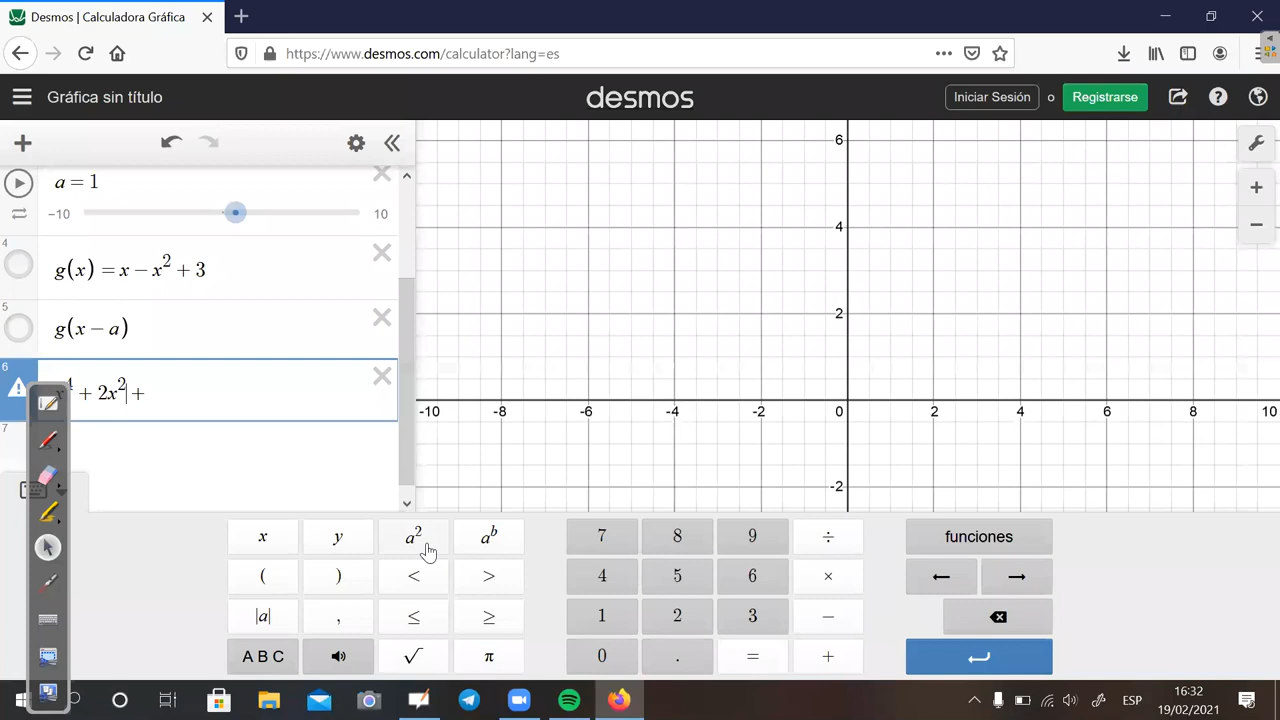 Desmos | Calculadora Gráfica
https://www.desmos.com/calculator?lang=es
Gráfica sin título
desmos
Iniciar Sesión o Registrarse
a = 1
−10 10
4
g(x) = x − x² + 3
5
g(x − a)
6
x⁴ + 2x² +
7
6
4
2
-10 -8 -6 -4 -2 0 2 4 6 8 10
-2
x y a² aᵇ 7 8 9 ÷ funciones
( ) < > 4 5 6 × ← →
|a| , ≤ ≥ 1 2 3 −
A B C √ π 0 . = +
ESP
16:32
19/02/2021